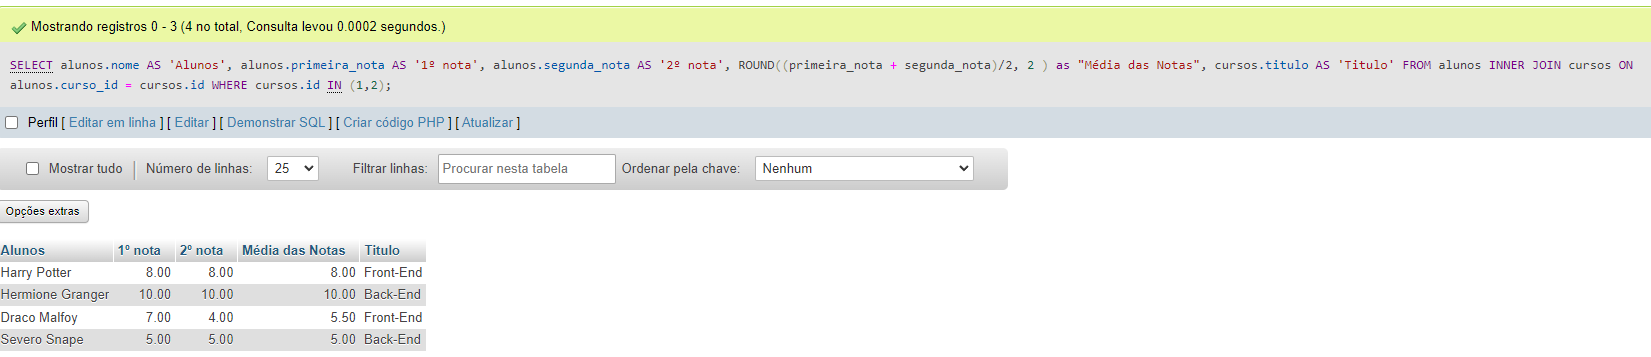 Mostrando registros 0 - 3 (4 no total, Consulta levou 0.0002 segundos.)
SELECT alunos.nome AS 'Alunos', alunos.primeira_nota AS '1º nota', alunos.segunda_nota AS '2º nota', ROUND((primeira_nota + segunda_nota)/2, 2 ) as "Média das Notas", cursos.titulo AS 'Titulo' FROM alunos INNER JOIN cursos ON
alunos.curso_id = cursos.id WHERE cursos.id IN (1,2);
Perfil [ Editar em linha ] [ Editar ] [ Demonstrar SQL ] [ Criar código PHP ] [ Atualizar ]
Mostrar tudo Número de linhas: 25 Filtrar linhas: Procurar nesta tabela Ordenar pela chave: Nenhum
Opções extras
Alunos 1º nota 2º nota Média das Notas Titulo
Harry Potter 8.00 8.00 8.00 Front-End
Hermione Granger 10.00 10.00 10.00 Back-End
Draco Malfoy 7.00 4.00 5.50 Front-End
Severo Snape 5.00 5.00 5.00 Back-End